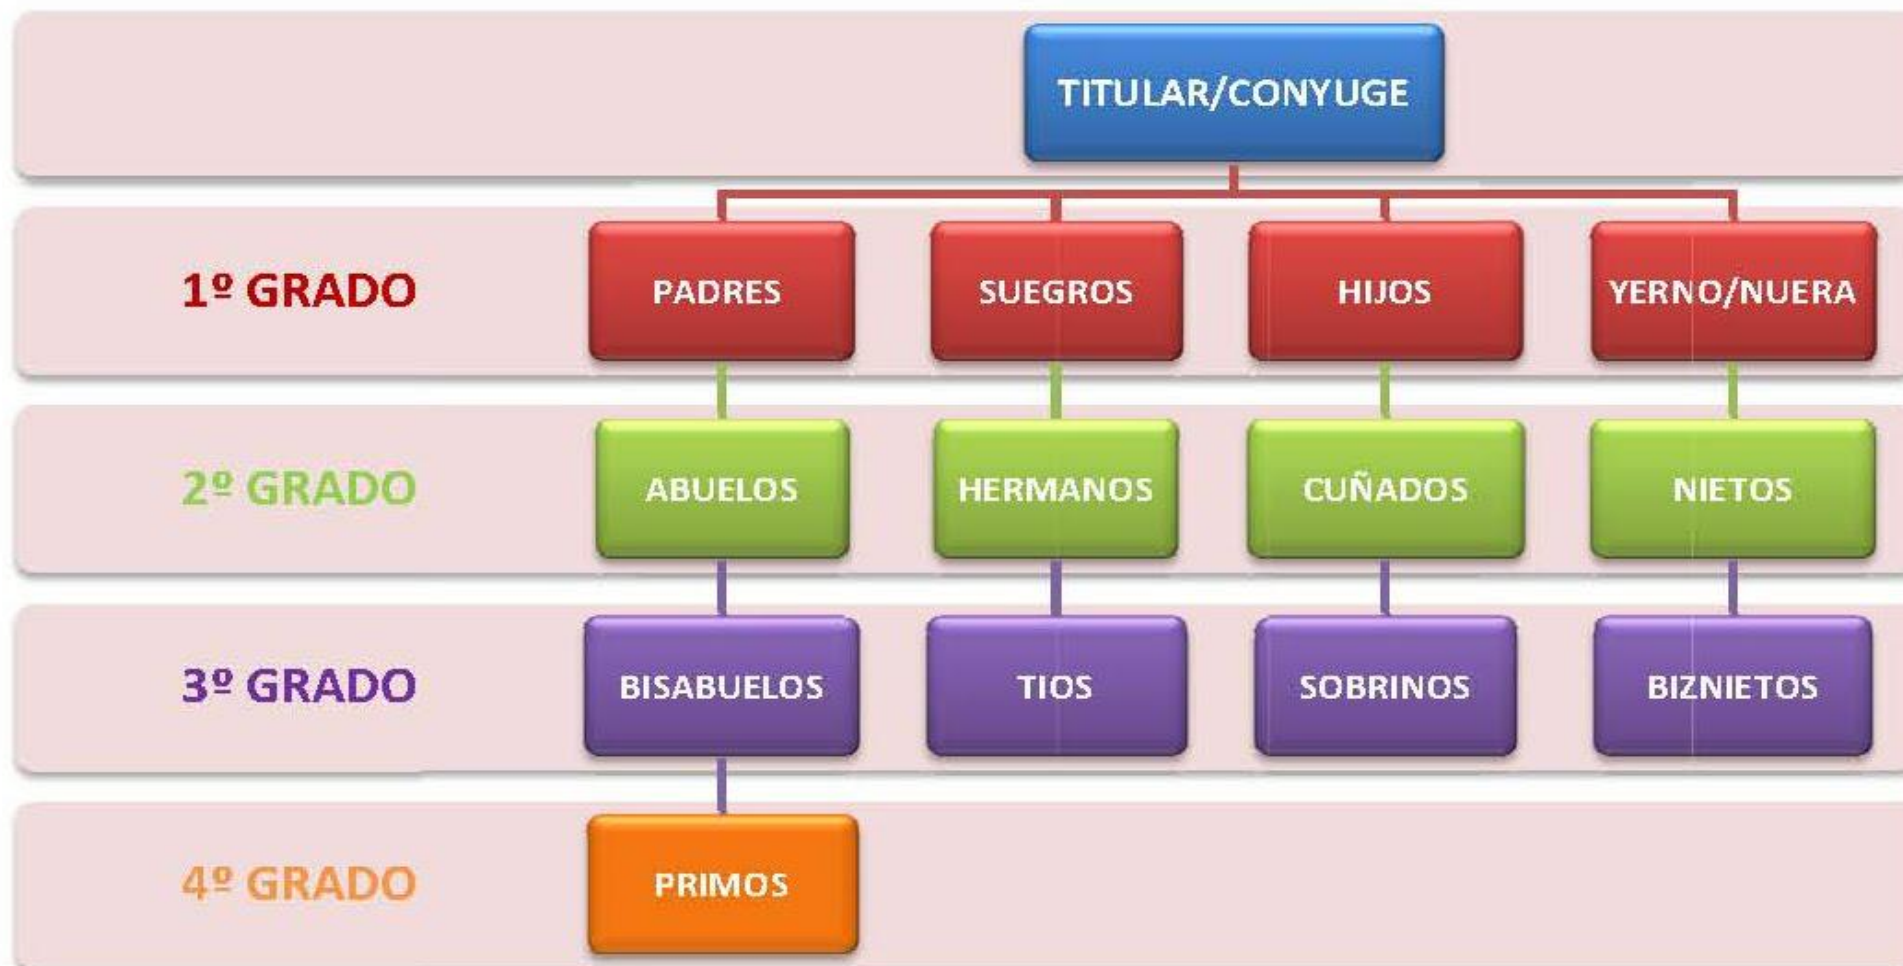 TITULAR/CONYUGE
1º GRADO
PADRES
SUEGROS
HIJOS
YERNO/NUERA
2º GRADO
ABUELOS
HERMANOS
CUÑADOS
NIETOS
3º GRADO
BISABUELOS
TIOS
SOBRINOS
BIZNIETOS
4º GRADO
PRIMOS